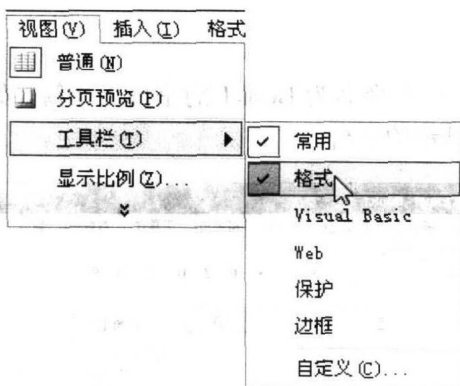 视图(V) 插入(I) 格式
普通(N)
分页预览(P)
工具栏(T)
显示比例(Z)...
常用
格式
Visual Basic
Web
保护
边框
自定义(C)...